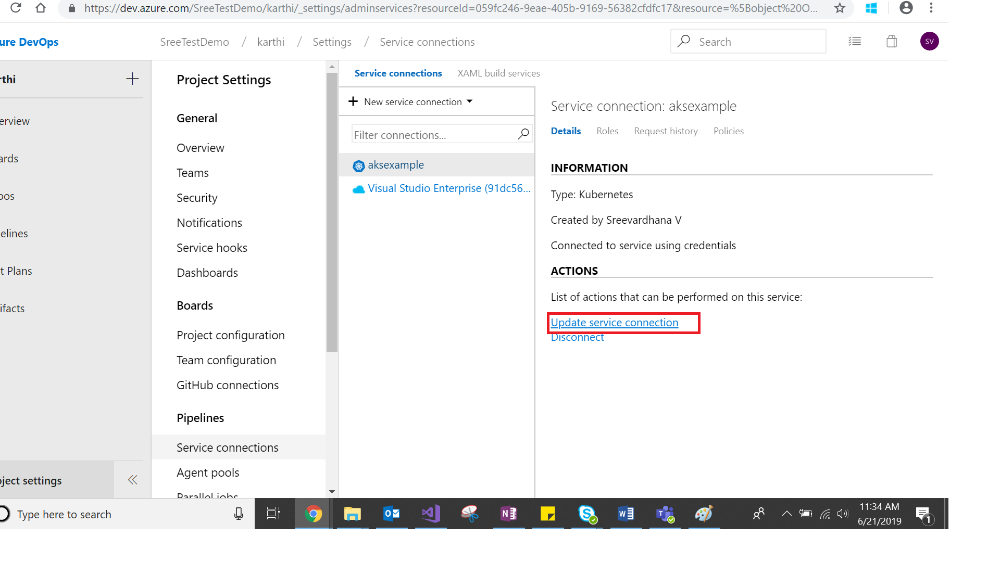 https://dev.azure.com/SreeTestDemo/karthi/_settings/adminservices?resourceId=059fc246-9eae-405b-9169-56382cfdfc17&resource=%5Bobject%20O...
ure DevOps
SreeTestDemo / karthi / Settings / Service connections
Search
SV
rthi
erview
ards
pos
elines
t Plans
ifacts
oject settings
Project Settings
General
Overview
Teams
Security
Notifications
Service hooks
Dashboards
Boards
Project configuration
Team configuration
GitHub connections
Pipelines
Service connections
Agent pools
Parallel jobs
Service connections
XAML build services
New service connection
Filter connections...
aksexample
Visual Studio Enterprise (91dc56...
Service connection: aksexample
Details Roles Request history Policies
INFORMATION
Type: Kubernetes
Created by Sreevardhana V
Connected to service using credentials
ACTIONS
List of actions that can be performed on this service:
Update service connection
Disconnect
Type here to search
11:34 AM
6/21/2019
1